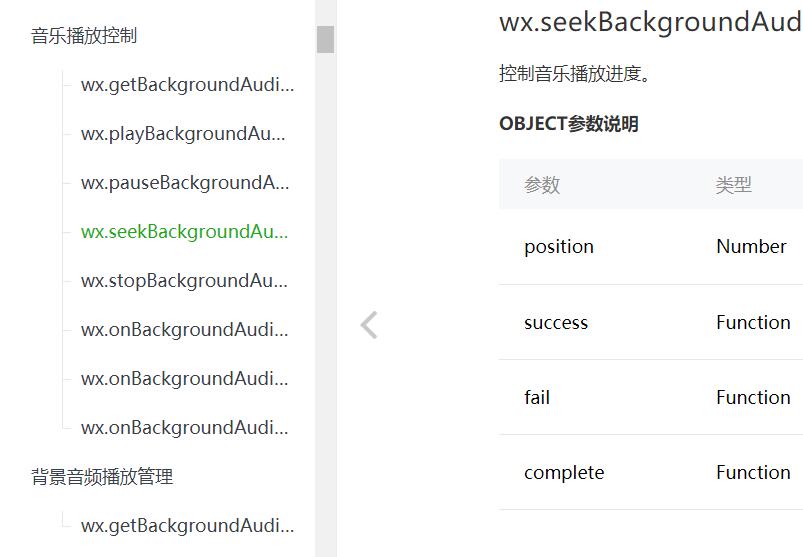 音乐播放控制
wx.getBackgroundAudi...
wx.playBackgroundAu...
wx.pauseBackgroundA...
wx.seekBackgroundAu...
wx.stopBackgroundAu...
wx.onBackgroundAudi...
wx.onBackgroundAudi...
wx.onBackgroundAudi...
背景音频播放管理
wx.getBackgroundAudi...
wx.seekBackgroundAud
控制音乐播放进度。
OBJECT参数说明
参数 类型
position Number
success Function
fail Function
complete Function